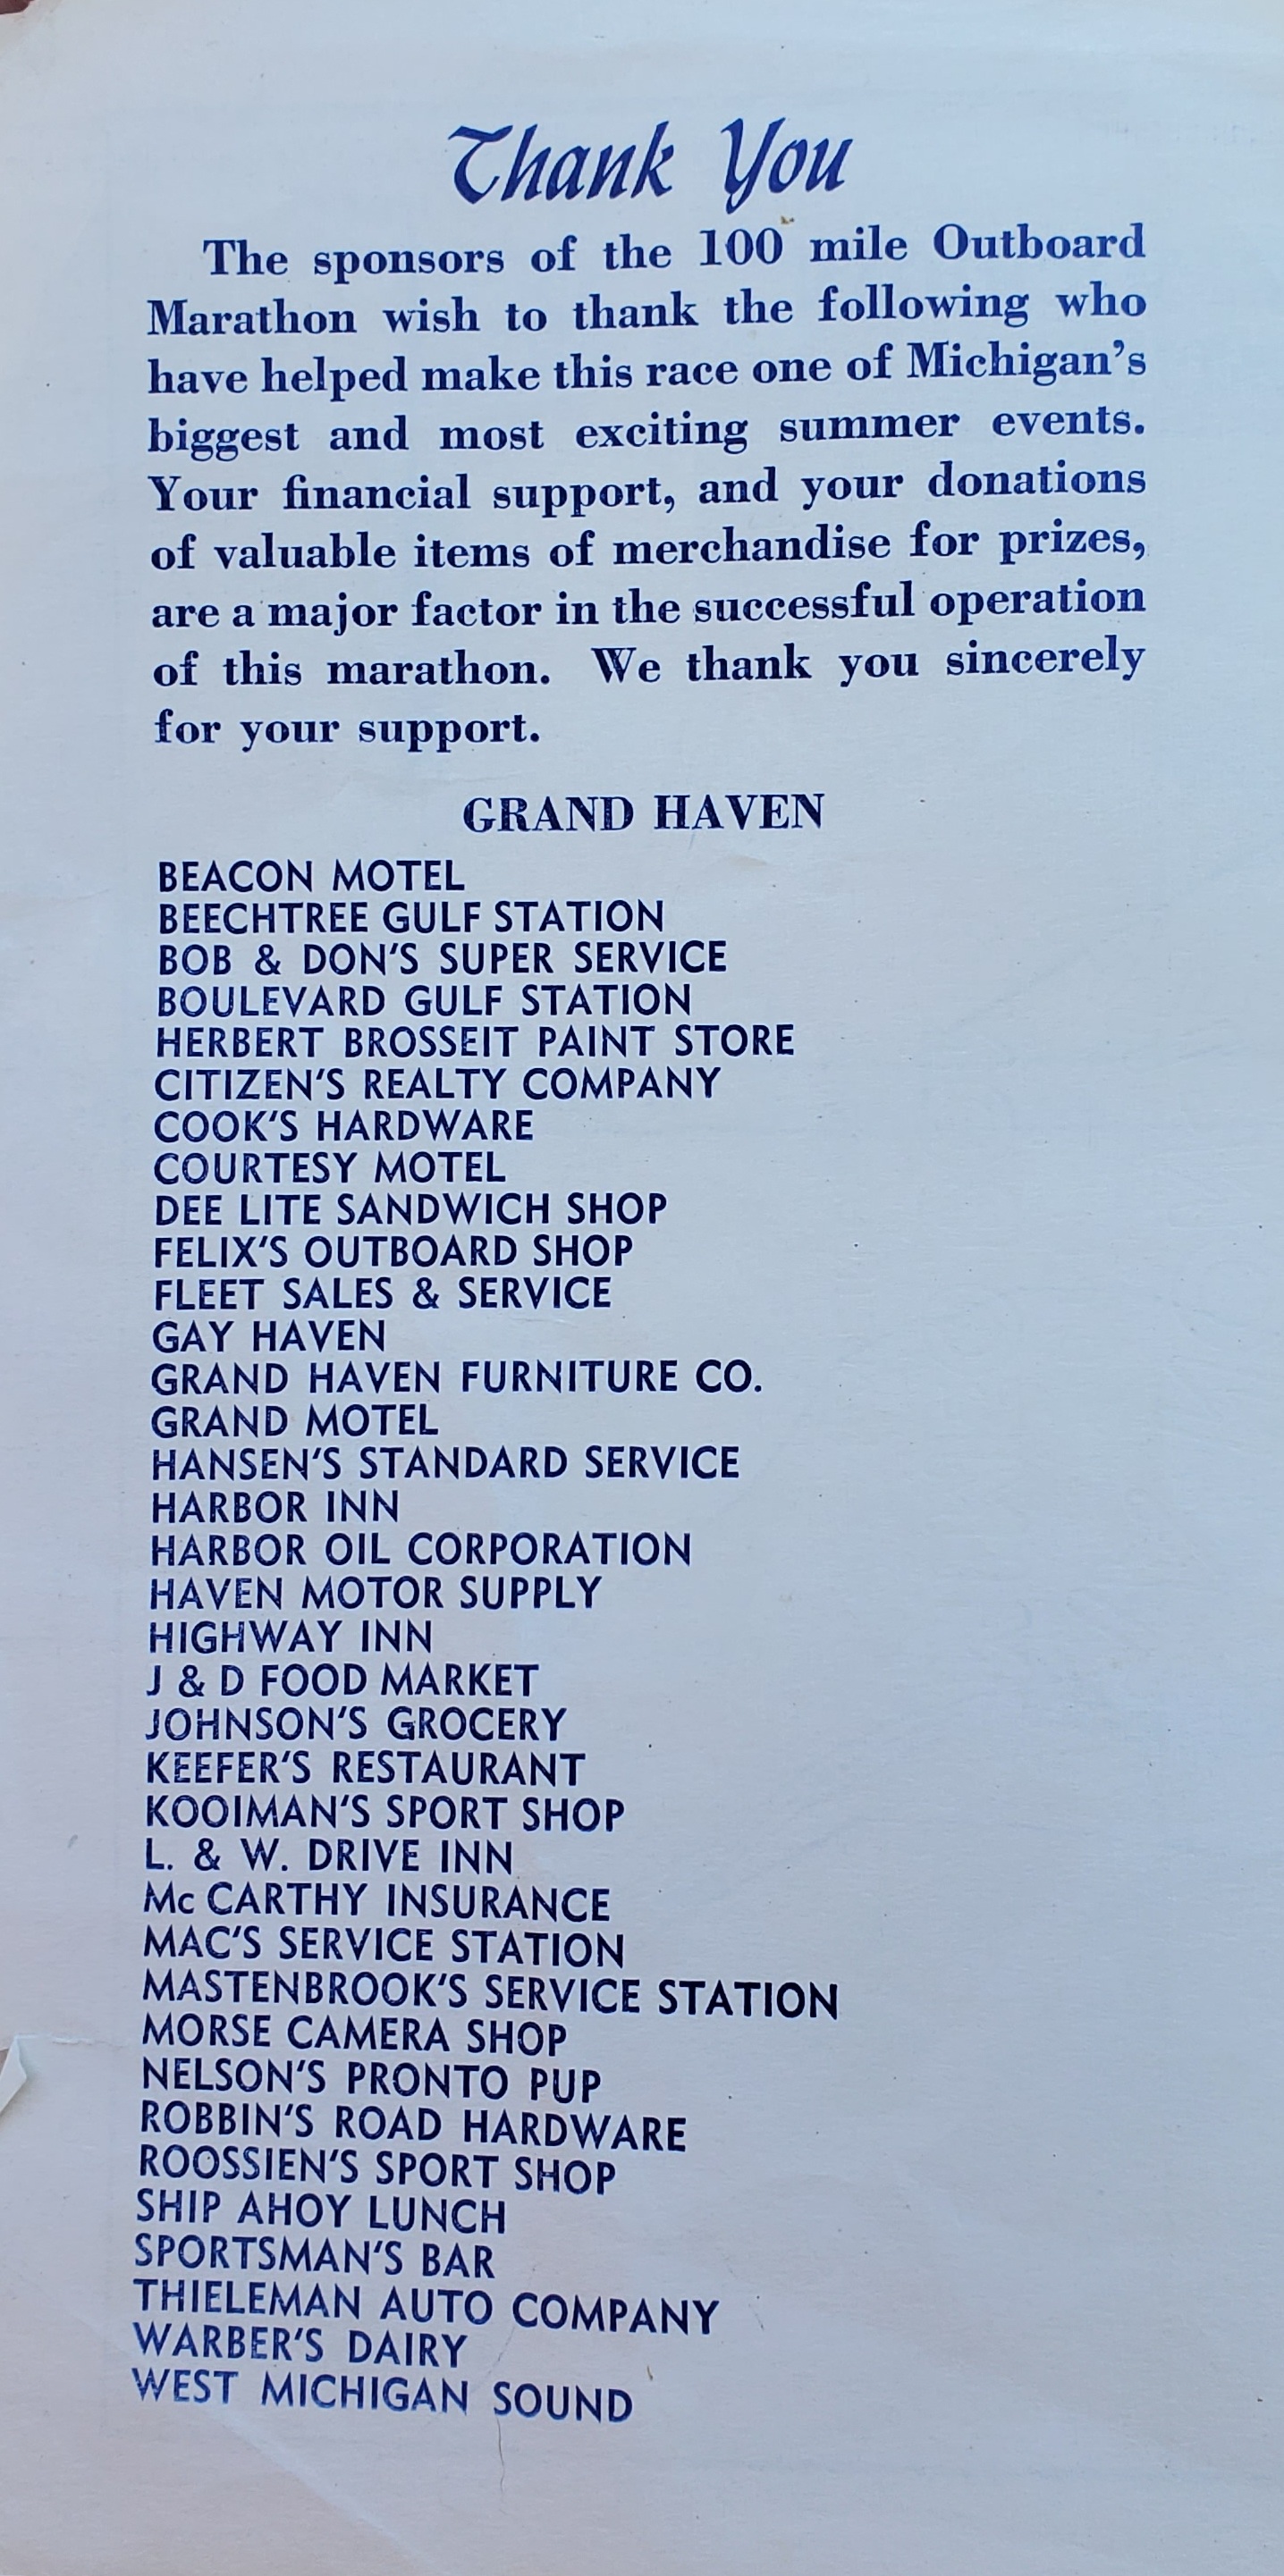 Thank You
The sponsors of the 100 mile Outboard
Marathon wish to thank the following who
have helped make this race one of Michigan's
biggest and most exciting summer events.
Your financial support, and your donations
of valuable items of merchandise for prizes,
are a major factor in the successful operation
of this marathon. We thank you sincerely
for your support.
GRAND HAVEN
BEACON MOTEL
BEECHTREE GULF STATION
BOB & DON'S SUPER SERVICE
BOULEVARD GULF STATION
HERBERT BROSSEIT PAINT STORE
CITIZEN'S REALTY COMPANY
COOK'S HARDWARE
COURTESY MOTEL
DEE LITE SANDWICH SHOP
FELIX'S OUTBOARD SHOP
FLEET SALES & SERVICE
GAY HAVEN
GRAND HAVEN FURNITURE CO.
GRAND MOTEL
HANSEN'S STANDARD SERVICE
HARBOR INN
HARBOR OIL CORPORATION
HAVEN MOTOR SUPPLY
HIGHWAY INN
J & D FOOD MARKET
JOHNSON'S GROCERY
KEEFER'S RESTAURANT
KOOIMAN'S SPORT SHOP
L. & W. DRIVE INN
Mc CARTHY INSURANCE
MAC'S SERVICE STATION
MASTENBROOK'S SERVICE STATION
MORSE CAMERA SHOP
NELSON'S PRONTO PUP
ROBBIN'S ROAD HARDWARE
ROOSSIEN'S SPORT SHOP
SHIP AHOY LUNCH
SPORTSMAN'S BAR
THIELEMAN AUTO COMPANY
WARBER'S DAIRY
WEST MICHIGAN SOUND